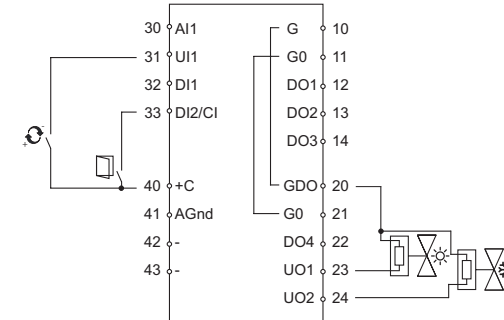 30 AI1 G 10
31 UI1 G0 11
32 DI1 DO1 12
33 DI2/CI DO2 13
DO3 14
40 +C GDO 20
41 AGnd G0 21
42 - DO4 22
43 - UO1 23
UO2 24